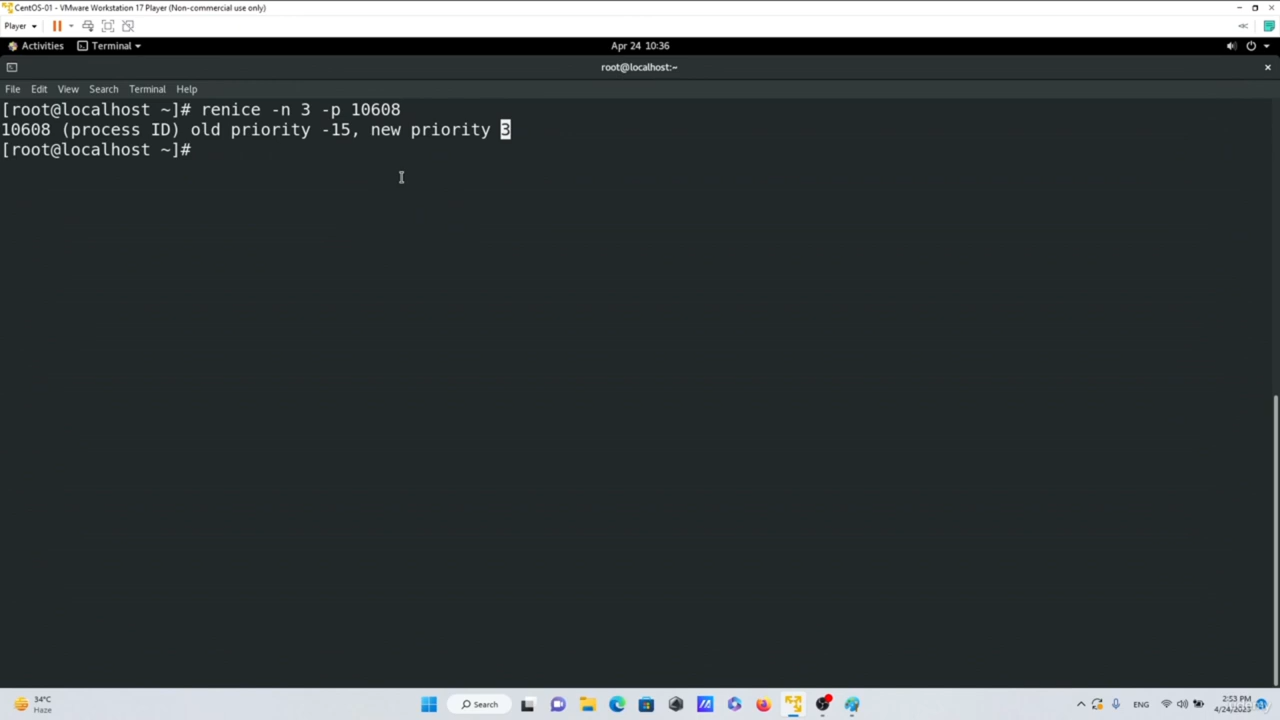 CentOS-01 - VMware Workstation 17 Player (Non-commercial use only)
Player
Activities Terminal Apr 24 10:36
root@localhost:~
File Edit View Search Terminal Help
[root@localhost ~]# renice -n 3 -p 10608
10608 (process ID) old priority -15, new priority 3
[root@localhost ~]#
34°C
Haze
Search
ENG
2:53 PM
4/24/2023